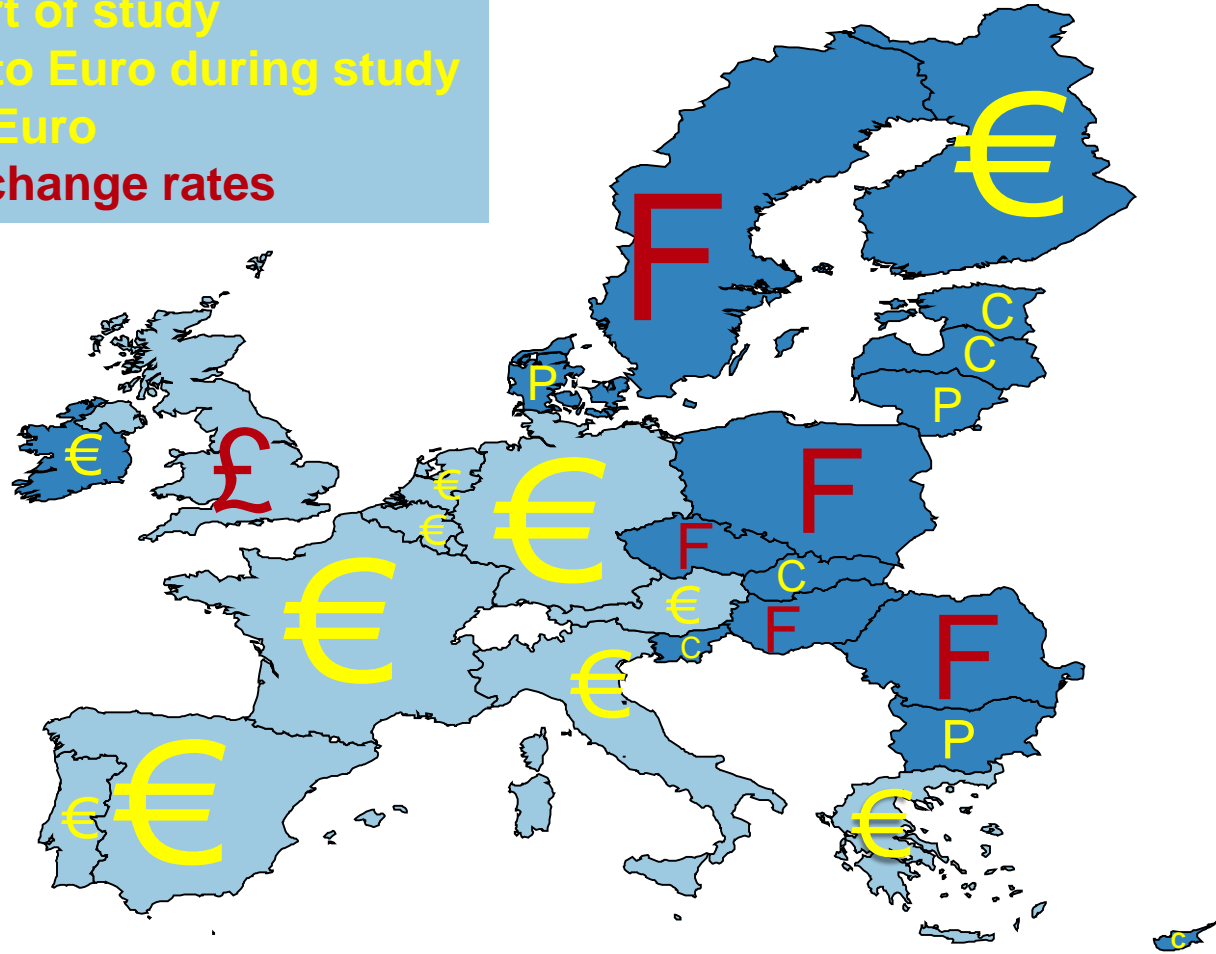 rt of study
to Euro during study
Euro
change rates
€
F
C
C
P
P
€
£
€
F
€
€
F
C
€
€
F
C
F
€
P
€
€
€
C